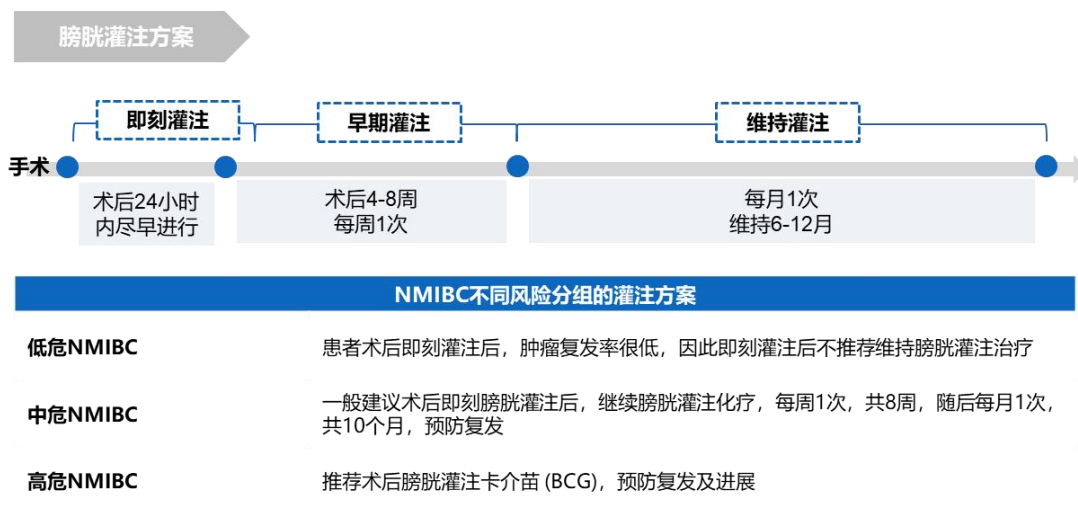 膀胱灌注方案
即刻灌注
早期灌注
维持灌注
手术
术后24小时
内尽早进行
术后4-8周
每周1次
每月1次
维持6-12月
NMIBC不同风险分组的灌注方案
低危NMIBC
患者术后即刻灌注后，肿瘤复发率很低，因此即刻灌注后不推荐维持膀胱灌注治疗
中危NMIBC
一般建议术后即刻膀胱灌注后，继续膀胱灌注化疗，每周1次，共8周，随后每月1次，
共10个月，预防复发
高危NMIBC
推荐术后膀胱灌注卡介苗 (BCG)，预防复发及进展